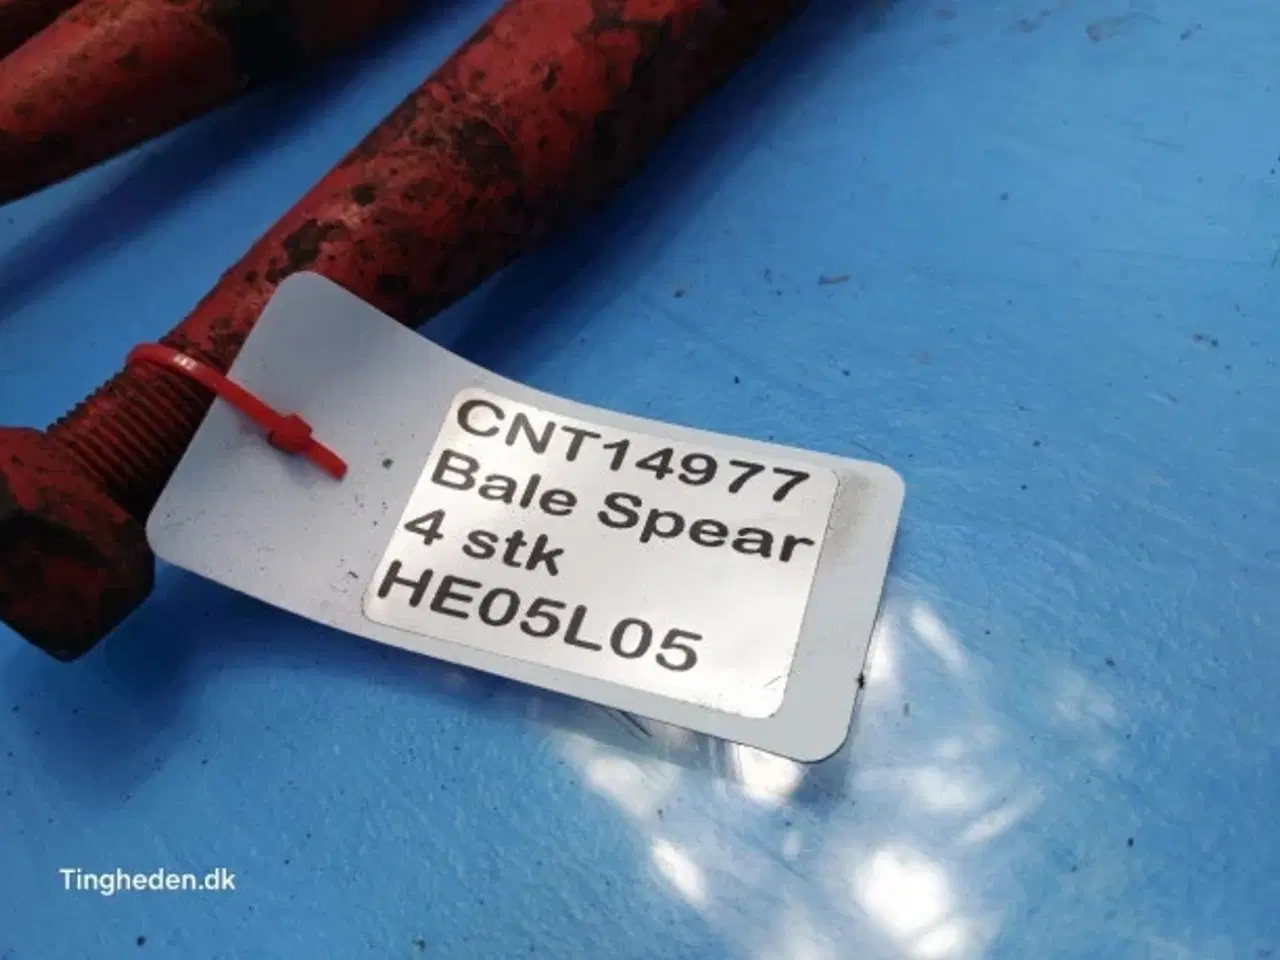 CNT14977
Bale Spear
4 stk
HE05L05
Tingheden.dk